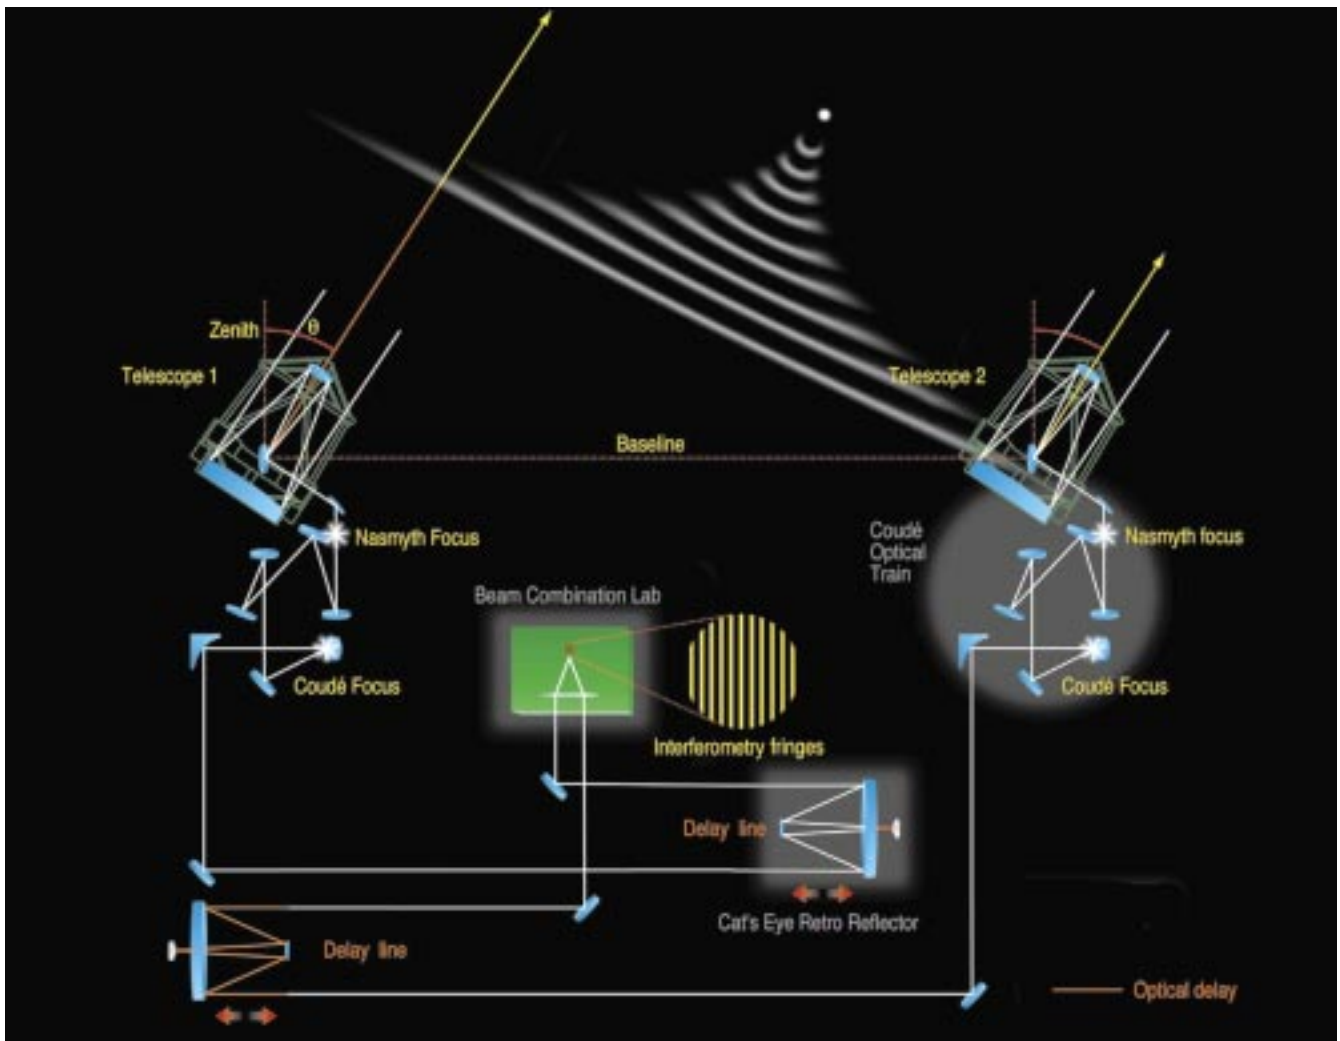 Zenith
θ
Telescope 1
Telescope 2
Baseline
Nasmyth Focus
Coudé
Optical
Train
Nasmyth focus
Beam Combination Lab
Coudé Focus
Coudé Focus
Interferometry fringes
Delay line
Cat's Eye Retro Reflector
Delay line
Optical delay